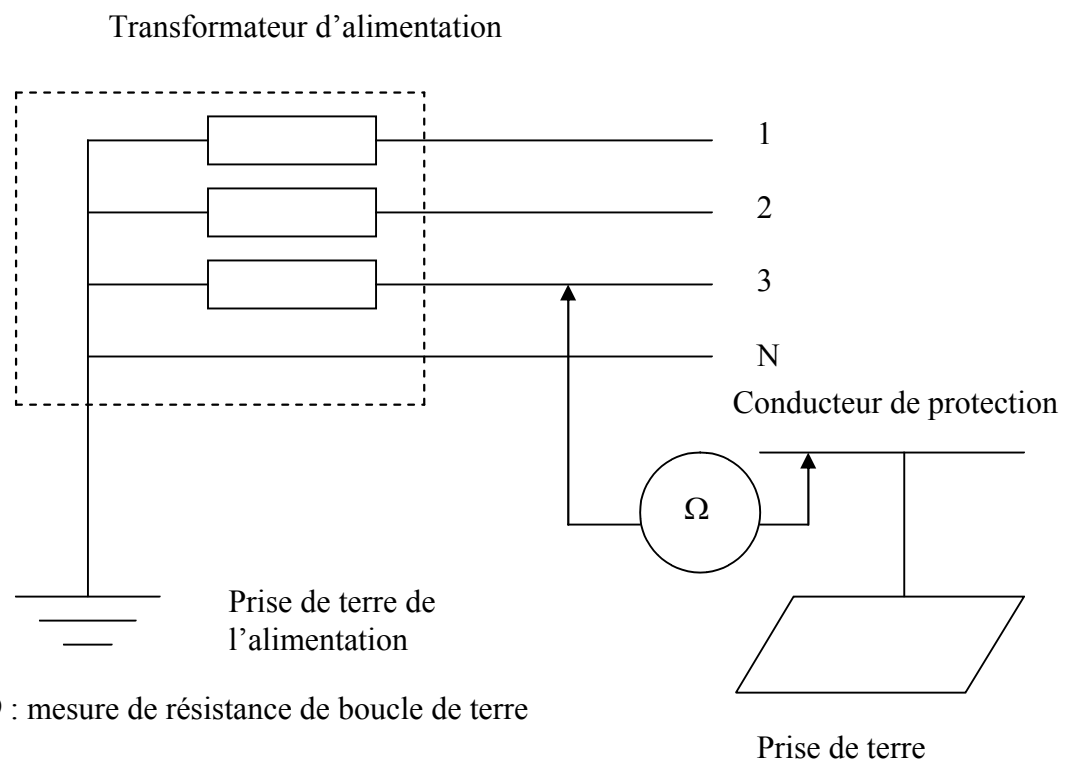 Transformateur d’alimentation
1
2
3
N
Conducteur de protection
Ω
Prise de terre de
l’alimentation
: mesure de résistance de boucle de terre
Prise de terre